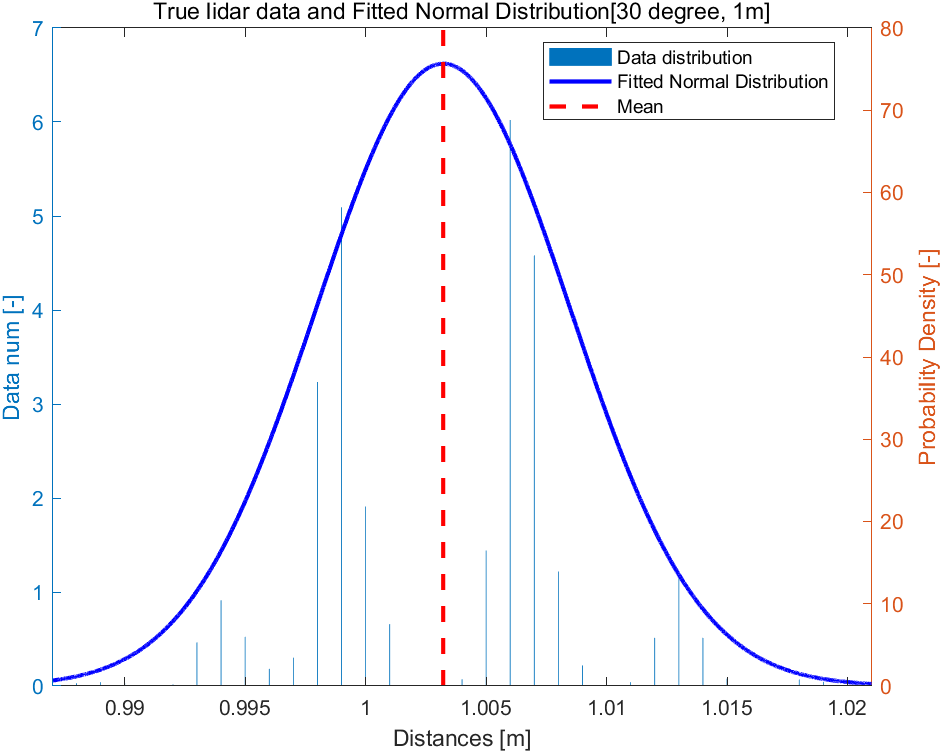 True lidar data and Fitted Normal Distribution[30 degree, 1m]
7
6
5
4
3
2
1
0
Data num [-]
80
70
60
50
40
30
20
10
0
Probability Density [-]
Data distribution
Fitted Normal Distribution
Mean
0.99 0.995 1 1.005 1.01 1.015 1.02
Distances [m]